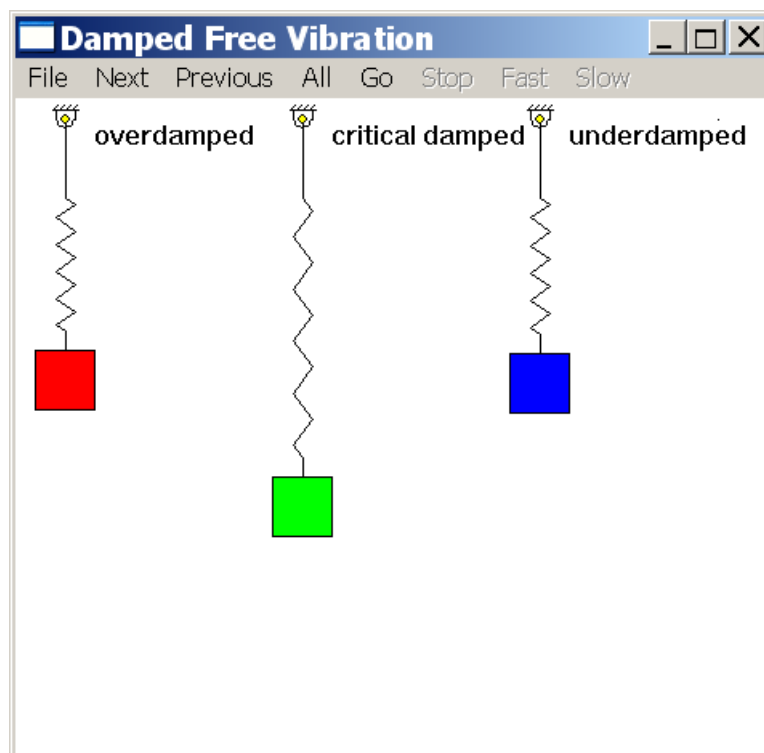 Damped Free Vibration
File Next Previous All Go Stop Fast Slow
overdamped critical damped underdamped